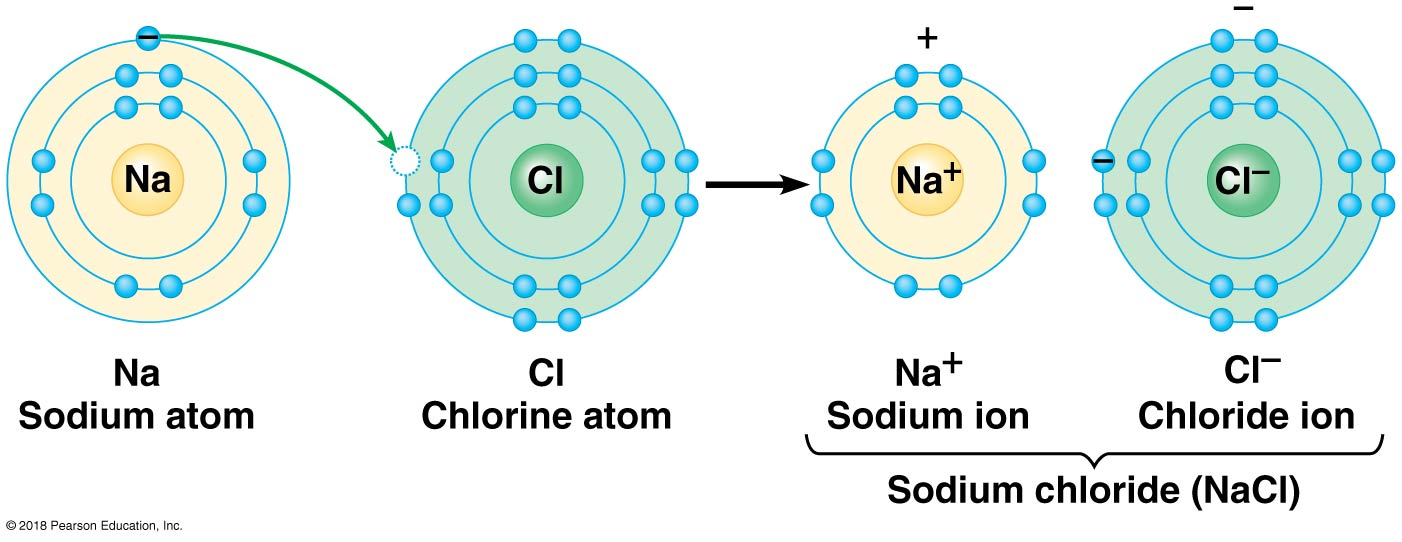 −
+
−
Na
Cl
Na⁺
−
Cl⁻
Na
Sodium atom
Cl
Chlorine atom
Na⁺
Sodium ion
Cl⁻
Chloride ion
Sodium chloride (NaCl)
© 2018 Pearson Education, Inc.